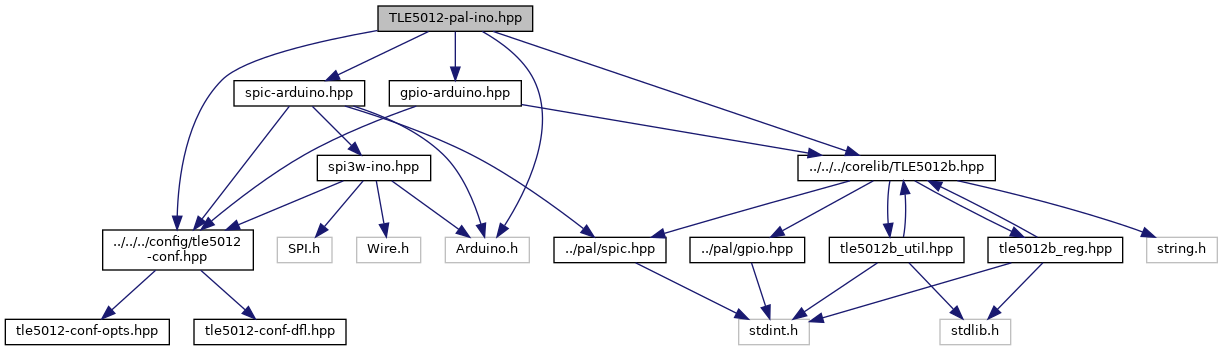 TLE5012-pal-ino.hpp
spic-arduino.hpp
gpio-arduino.hpp
spi3w-ino.hpp
../../../corelib/TLE5012b.hpp
../../../config/tle5012
-conf.hpp
SPI.h
Wire.h
Arduino.h
../pal/spic.hpp
../pal/gpio.hpp
tle5012b_util.hpp
tle5012b_reg.hpp
string.h
tle5012-conf-opts.hpp
tle5012-conf-dfl.hpp
stdint.h
stdlib.h